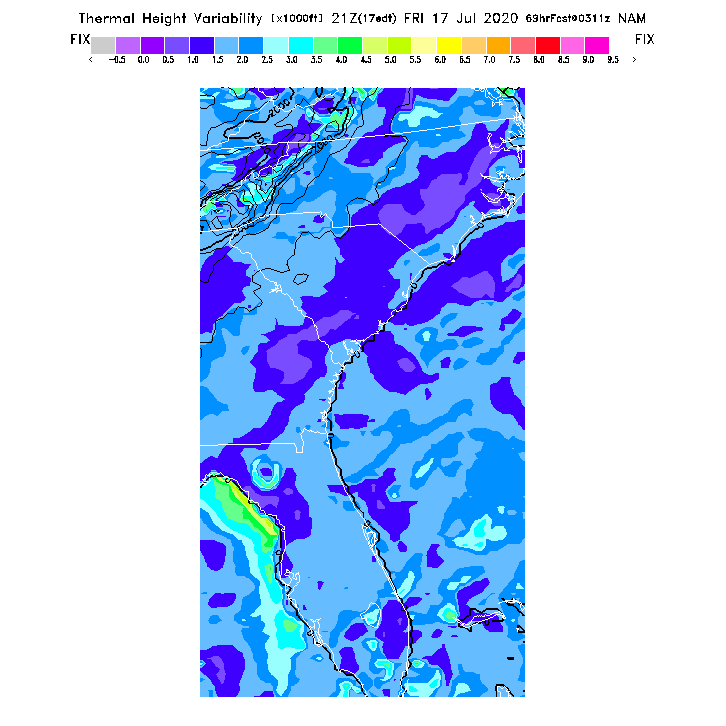 Thermal Height Variability [x1000ft] 21Z(17edt) FRI 17 Jul 2020 69hrFcst00311z NAM
FIX FIX
< -0.5 0.0 0.5 1.0 1.5 2.0 2.5 3.0 3.5 4.0 4.5 5.0 5.5 6.0 6.5 7.0 7.5 8.0 8.5 9.0 9.5 >
2000